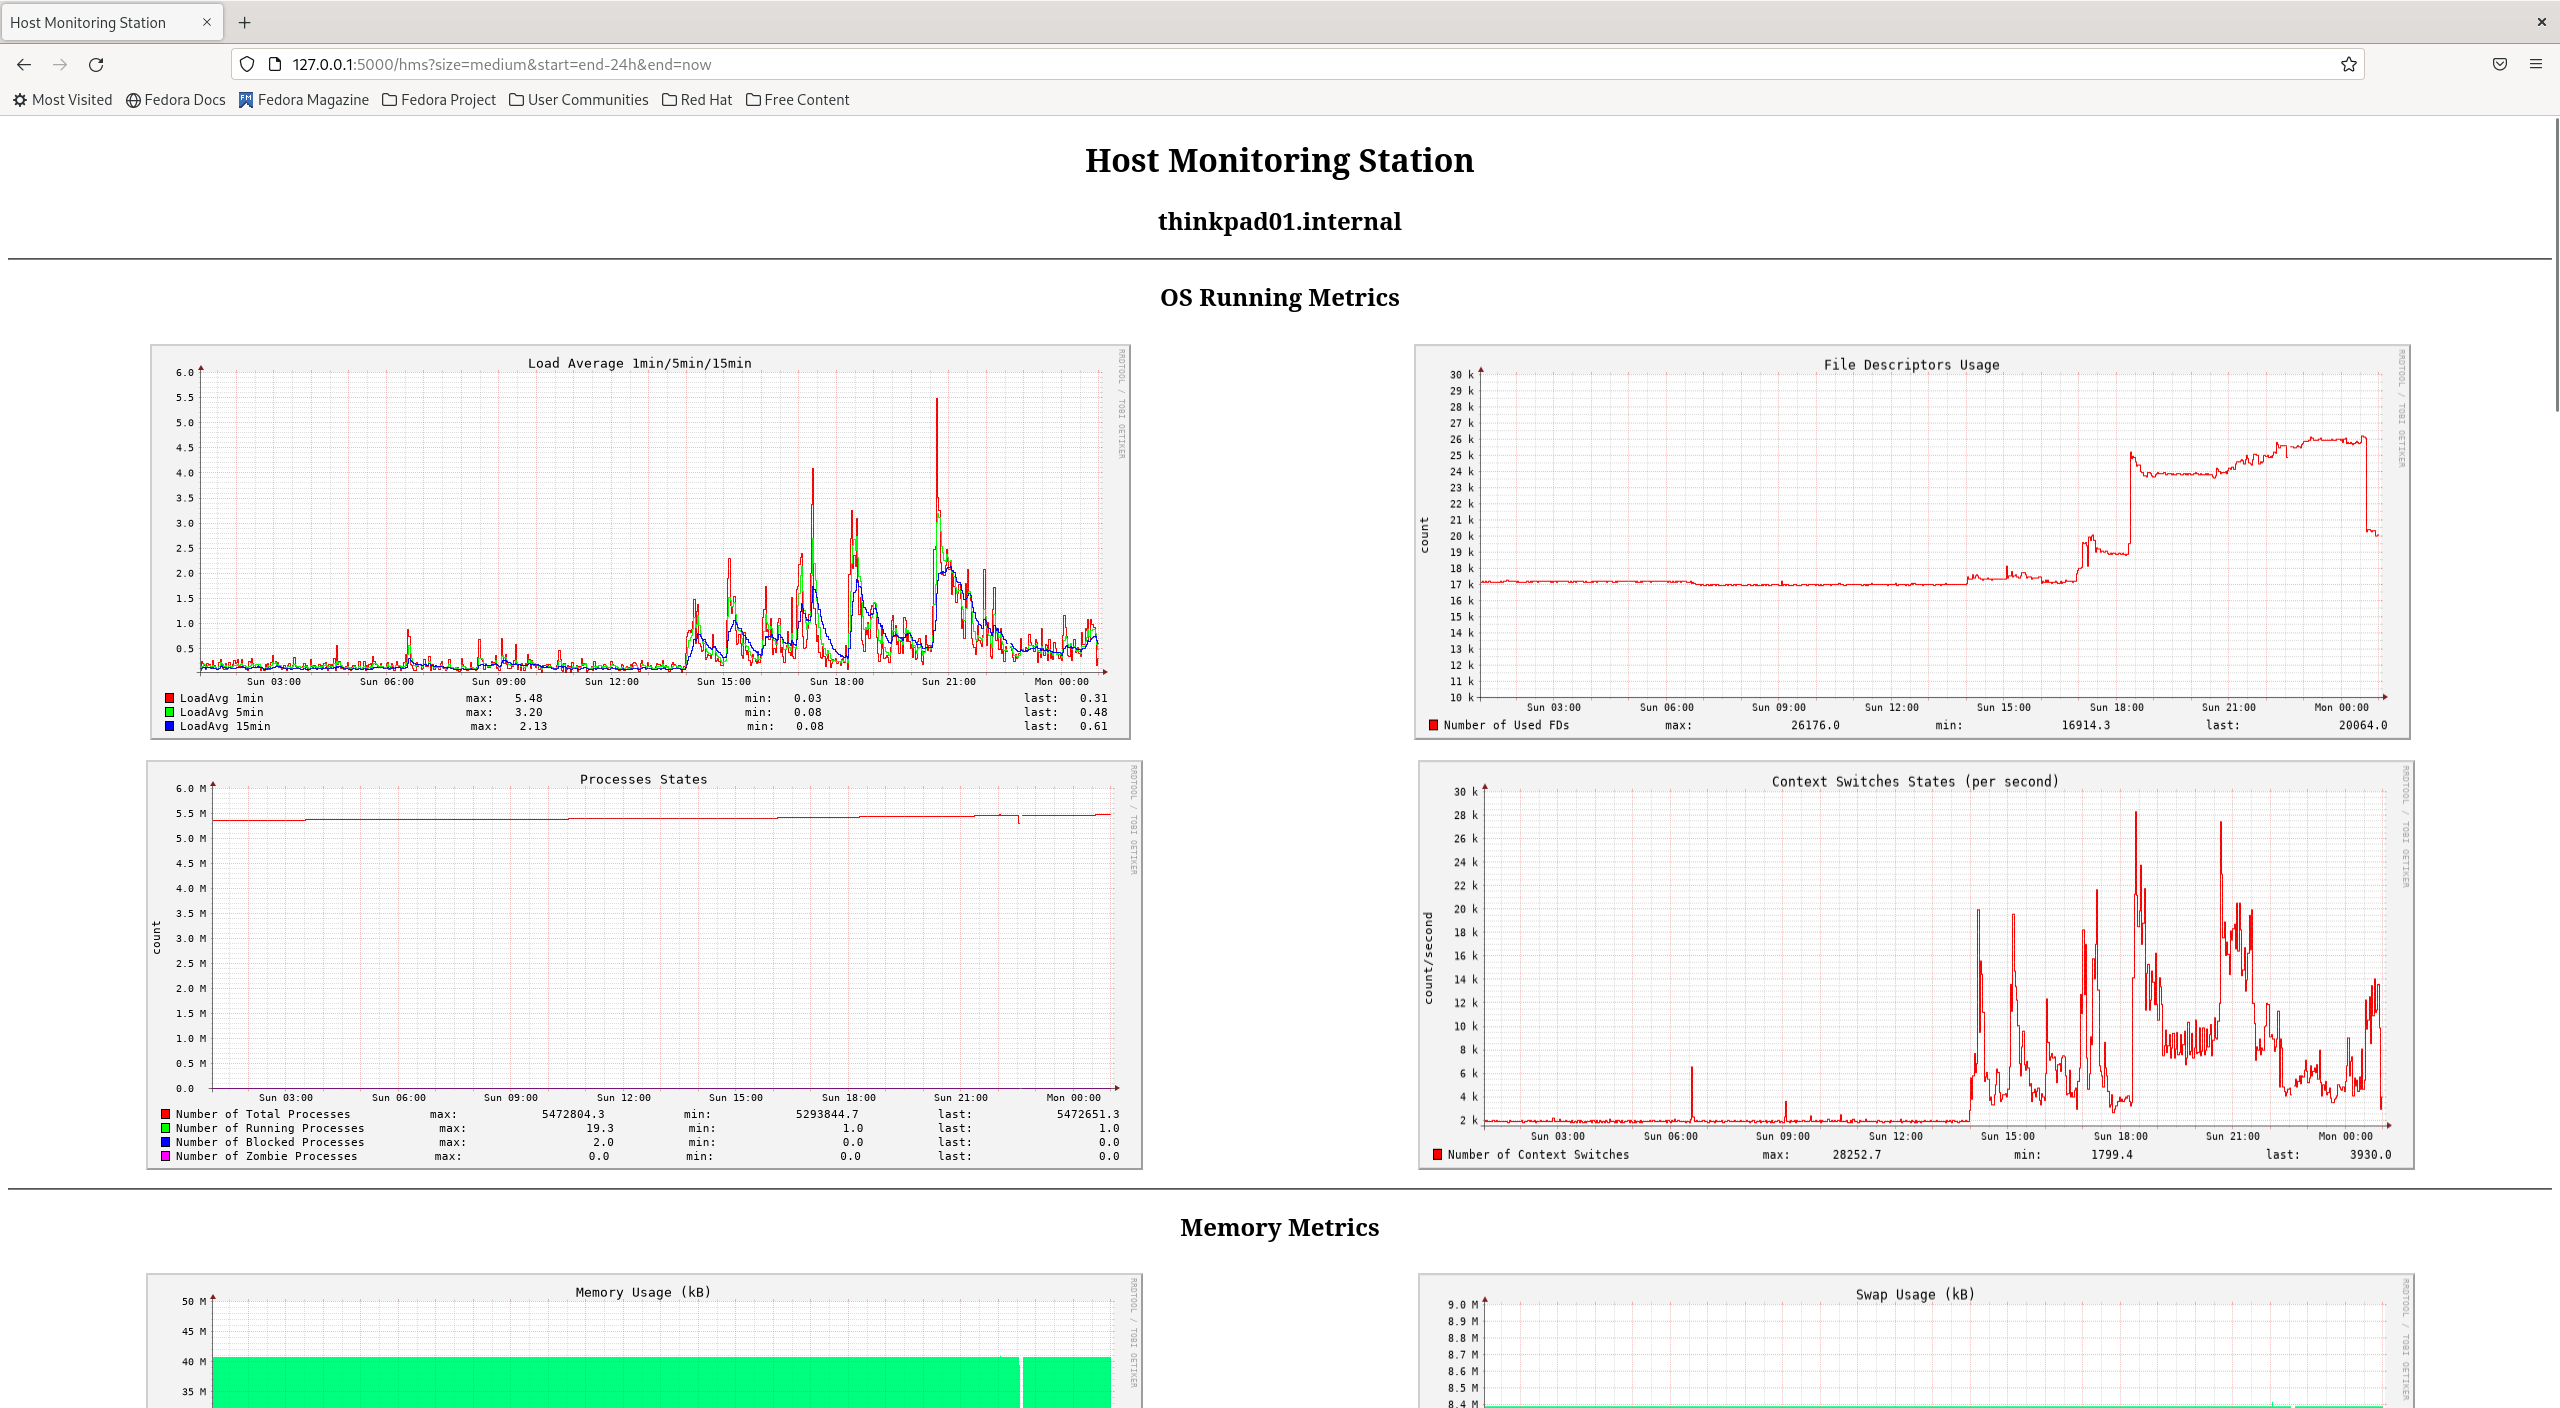 Host Monitoring Station
127.0.0.1:5000/hms?size=medium&start=end-24h&end=now
Most Visited Fedora Docs Fedora Magazine Fedora Project User Communities Red Hat Free Content
Host Monitoring Station
thinkpad01.internal
OS Running Metrics
Load Average 1min/5min/15min
RRDTOOL / TOBI OETIKER
6.0
5.5
5.0
4.5
4.0
3.5
3.0
2.5
2.0
1.5
1.0
0.5
Sun 03:00 Sun 06:00 Sun 09:00 Sun 12:00 Sun 15:00 Sun 18:00 Sun 21:00 Mon 00:00
LoadAvg 1min max: 5.48 min: 0.03 last: 0.31
LoadAvg 5min max: 3.20 min: 0.08 last: 0.48
LoadAvg 15min max: 2.13 min: 0.08 last: 0.61
File Descriptors Usage
RRDTOOL / TOBI OETIKER
count
30 k
29 k
28 k
27 k
26 k
25 k
24 k
23 k
22 k
21 k
20 k
19 k
18 k
17 k
16 k
15 k
14 k
13 k
12 k
11 k
10 k
Sun 03:00 Sun 06:00 Sun 09:00 Sun 12:00 Sun 15:00 Sun 18:00 Sun 21:00 Mon 00:00
Number of Used FDs max: 26176.0 min: 16914.3 last: 20064.0
Processes States
RRDTOOL / TOBI OETIKER
count
6.0 M
5.5 M
5.0 M
4.5 M
4.0 M
3.5 M
3.0 M
2.5 M
2.0 M
1.5 M
1.0 M
0.5 M
0.0
Sun 03:00 Sun 06:00 Sun 09:00 Sun 12:00 Sun 15:00 Sun 18:00 Sun 21:00 Mon 00:00
Number of Total Processes max: 5472804.3 min: 5293844.7 last: 5472651.3
Number of Running Processes max: 19.3 min: 1.0 last: 1.0
Number of Blocked Processes max: 2.0 min: 0.0 last: 0.0
Number of Zombie Processes max: 0.0 min: 0.0 last: 0.0
Context Switches States (per second)
RRDTOOL / TOBI OETIKER
count/second
30 k
28 k
26 k
24 k
22 k
20 k
18 k
16 k
14 k
12 k
10 k
8 k
6 k
4 k
2 k
Sun 03:00 Sun 06:00 Sun 09:00 Sun 12:00 Sun 15:00 Sun 18:00 Sun 21:00 Mon 00:00
Number of Context Switches max: 28252.7 min: 1799.4 last: 3930.0
Memory Metrics
Memory Usage (kB)
RRDTOOL / TOBI OETIKER
50 M
45 M
40 M
35 M
Swap Usage (kB)
RRDTOOL / TOBI OETIKER
9.0 M
8.9 M
8.8 M
8.7 M
8.6 M
8.5 M
8.4 M